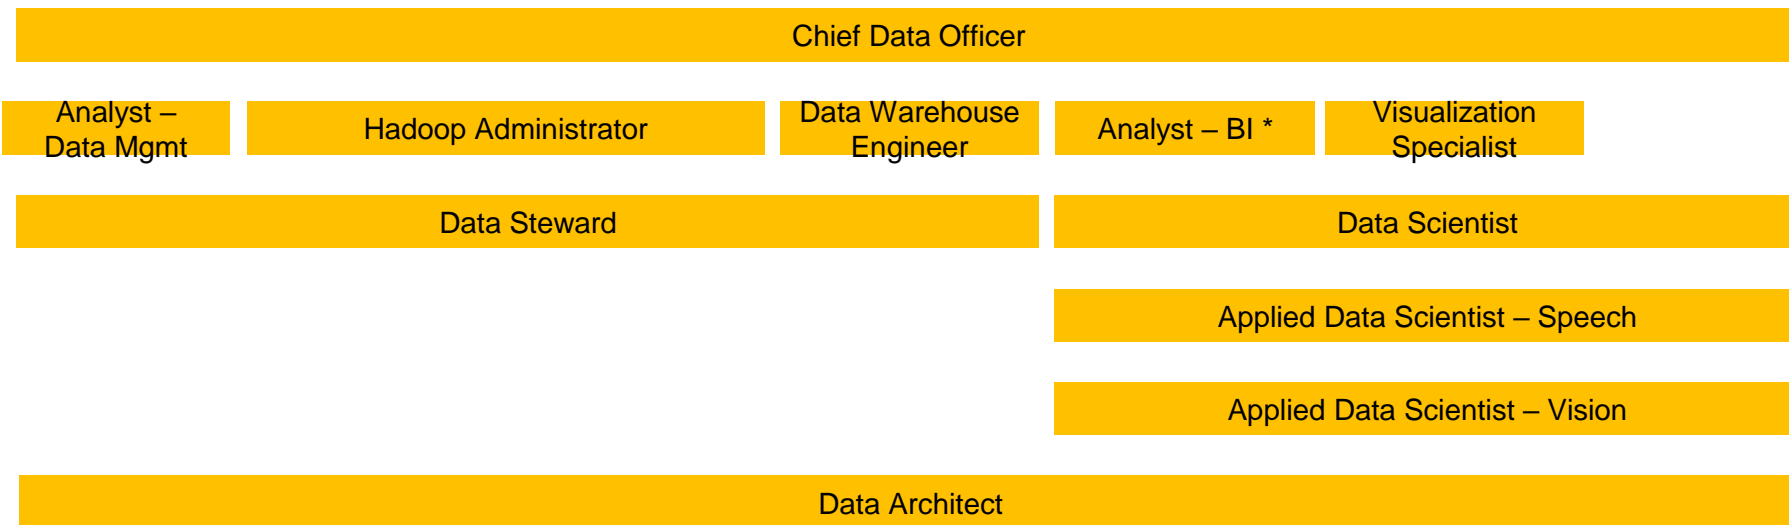 Chief Data Officer
Analyst –
Data Mgmt
Hadoop Administrator
Data Warehouse
Engineer
Analyst – BI *
Visualization
Specialist
Data Steward
Data Scientist
Applied Data Scientist – Speech
Applied Data Scientist – Vision
Data Architect